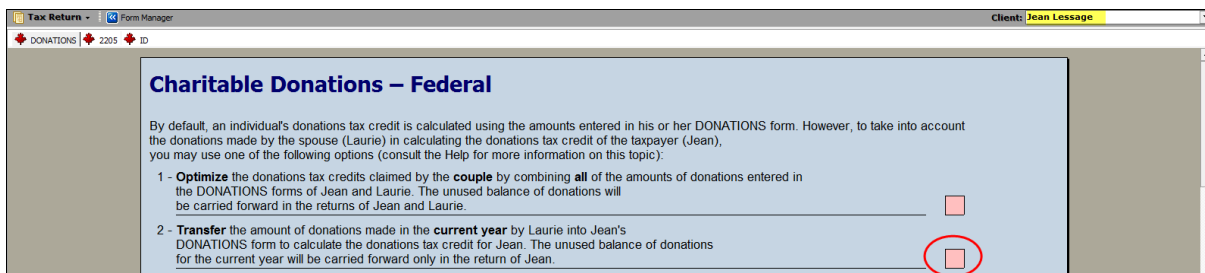 Tax Return Form Manager Client: Jean Lessage
DONATIONS 2205 ID
Charitable Donations – Federal
By default, an individual's donations tax credit is calculated using the amounts entered in his or her DONATIONS form. However, to take into account
the donations made by the spouse (Laurie) in calculating the donations tax credit of the taxpayer (Jean),
you may use one of the following options (consult the Help for more information on this topic):
1 - Optimize the donations tax credits claimed by the couple by combining all of the amounts of donations entered in
the DONATIONS forms of Jean and Laurie. The unused balance of donations will
be carried forward in the returns of Jean and Laurie.
2 - Transfer the amount of donations made in the current year by Laurie into Jean's
DONATIONS form to calculate the donations tax credit for Jean. The unused balance of donations
for the current year will be carried forward only in the return of Jean.